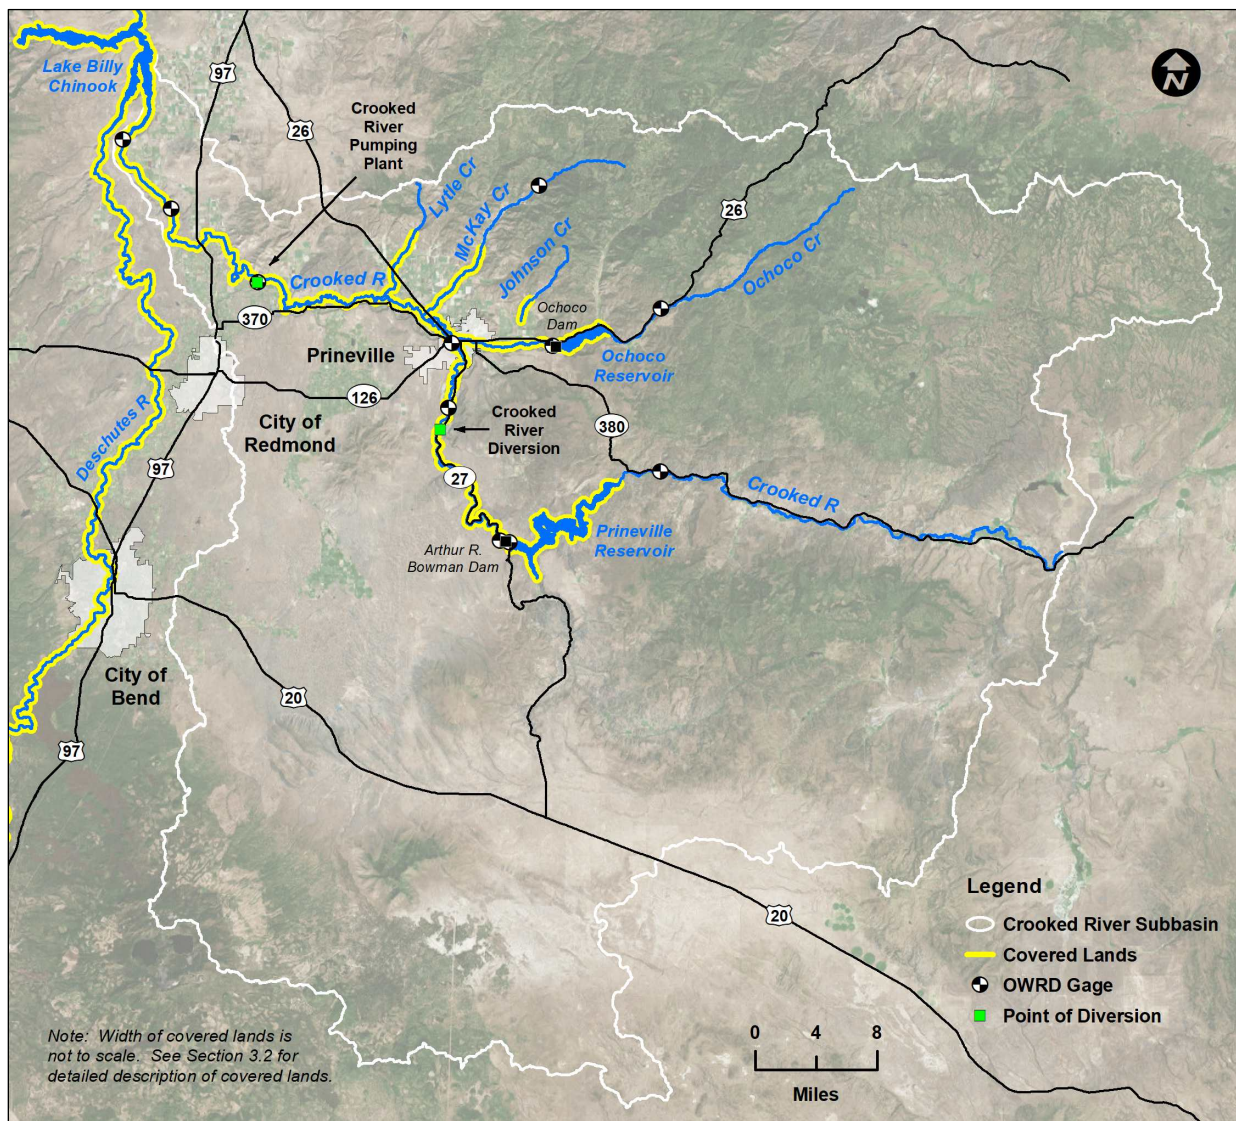 Lake Billy
Chinook
97
26
Crooked
River
Pumping
Plant
N
Lytle Cr
McKay Cr
Johnson Cr
26
Ochoco Cr
Crooked R
370
Ochoco
Dam
Prineville
Ochoco
Reservoir
126
City of
Redmond
Crooked
River
Diversion
380
Deschutes R
97
27
Crooked R
Prineville
Reservoir
Arthur R.
Bowman Dam
City of
Bend
20
97
20
Legend
Crooked River Subbasin
Covered Lands
OWRD Gage
Point of Diversion
Note: Width of covered lands is
not to scale. See Section 3.2 for
detailed description of covered lands.
0 4 8
Miles